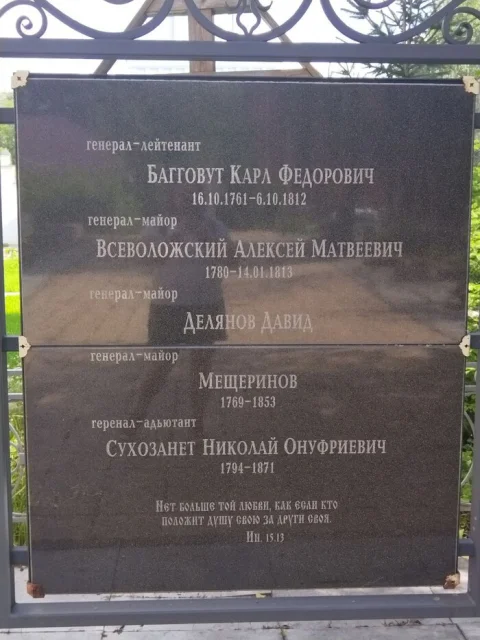 генерал-лейтенант
Багговут Карл Федорович
16.10.1761-6.10.1812
генерал-майор
Всеволожский Алексей Матвеевич
1780-14.01.1813
генерал-майор
Делянов Давид
генерал-майор
Мещеринов
1769-1853
геренал-адьютант
Сухозанет Николай Онуфриевич
1794-1871
Нет больше той любви, как если кто
положит душу свою за други своя.
Ин. 15.13